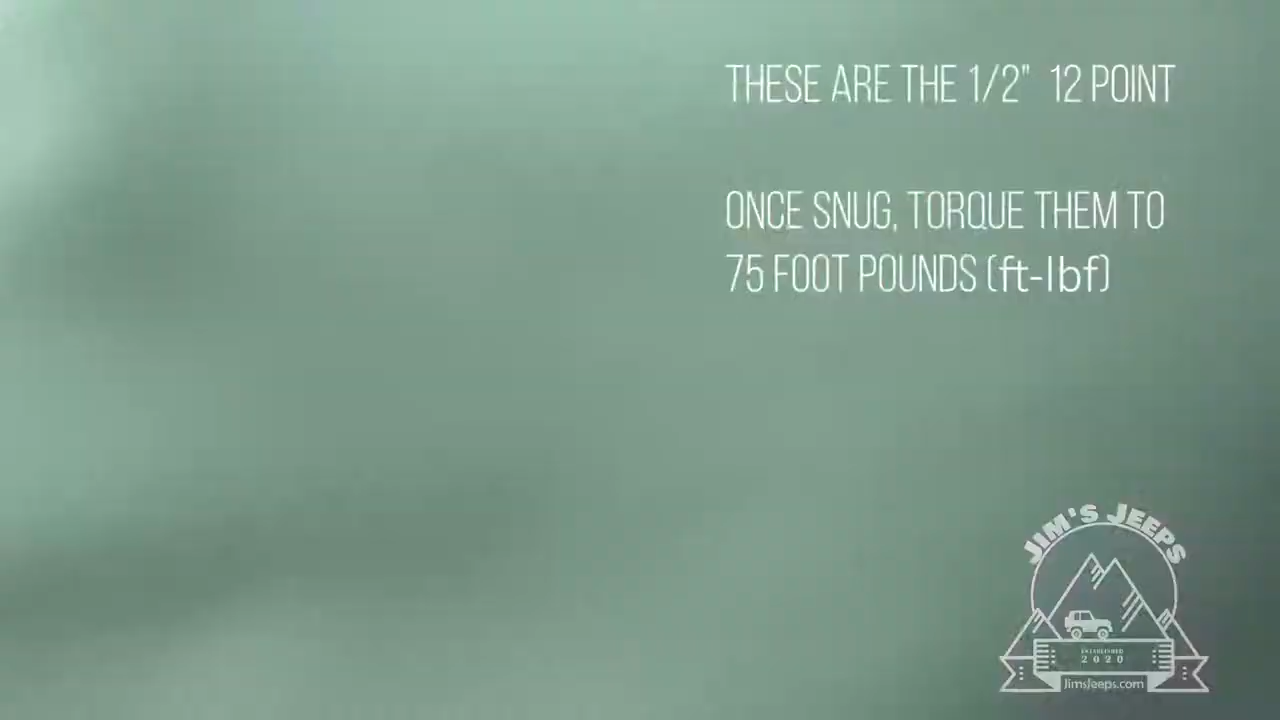 THESE ARE THE 1/2" 12 POINT
ONCE SNUG, TORQUE THEM TO
75 FOOT POUNDS (ft-lbf)
JIM'S JEEPS
ESTABLISHED
2020
JimsJeeps.com